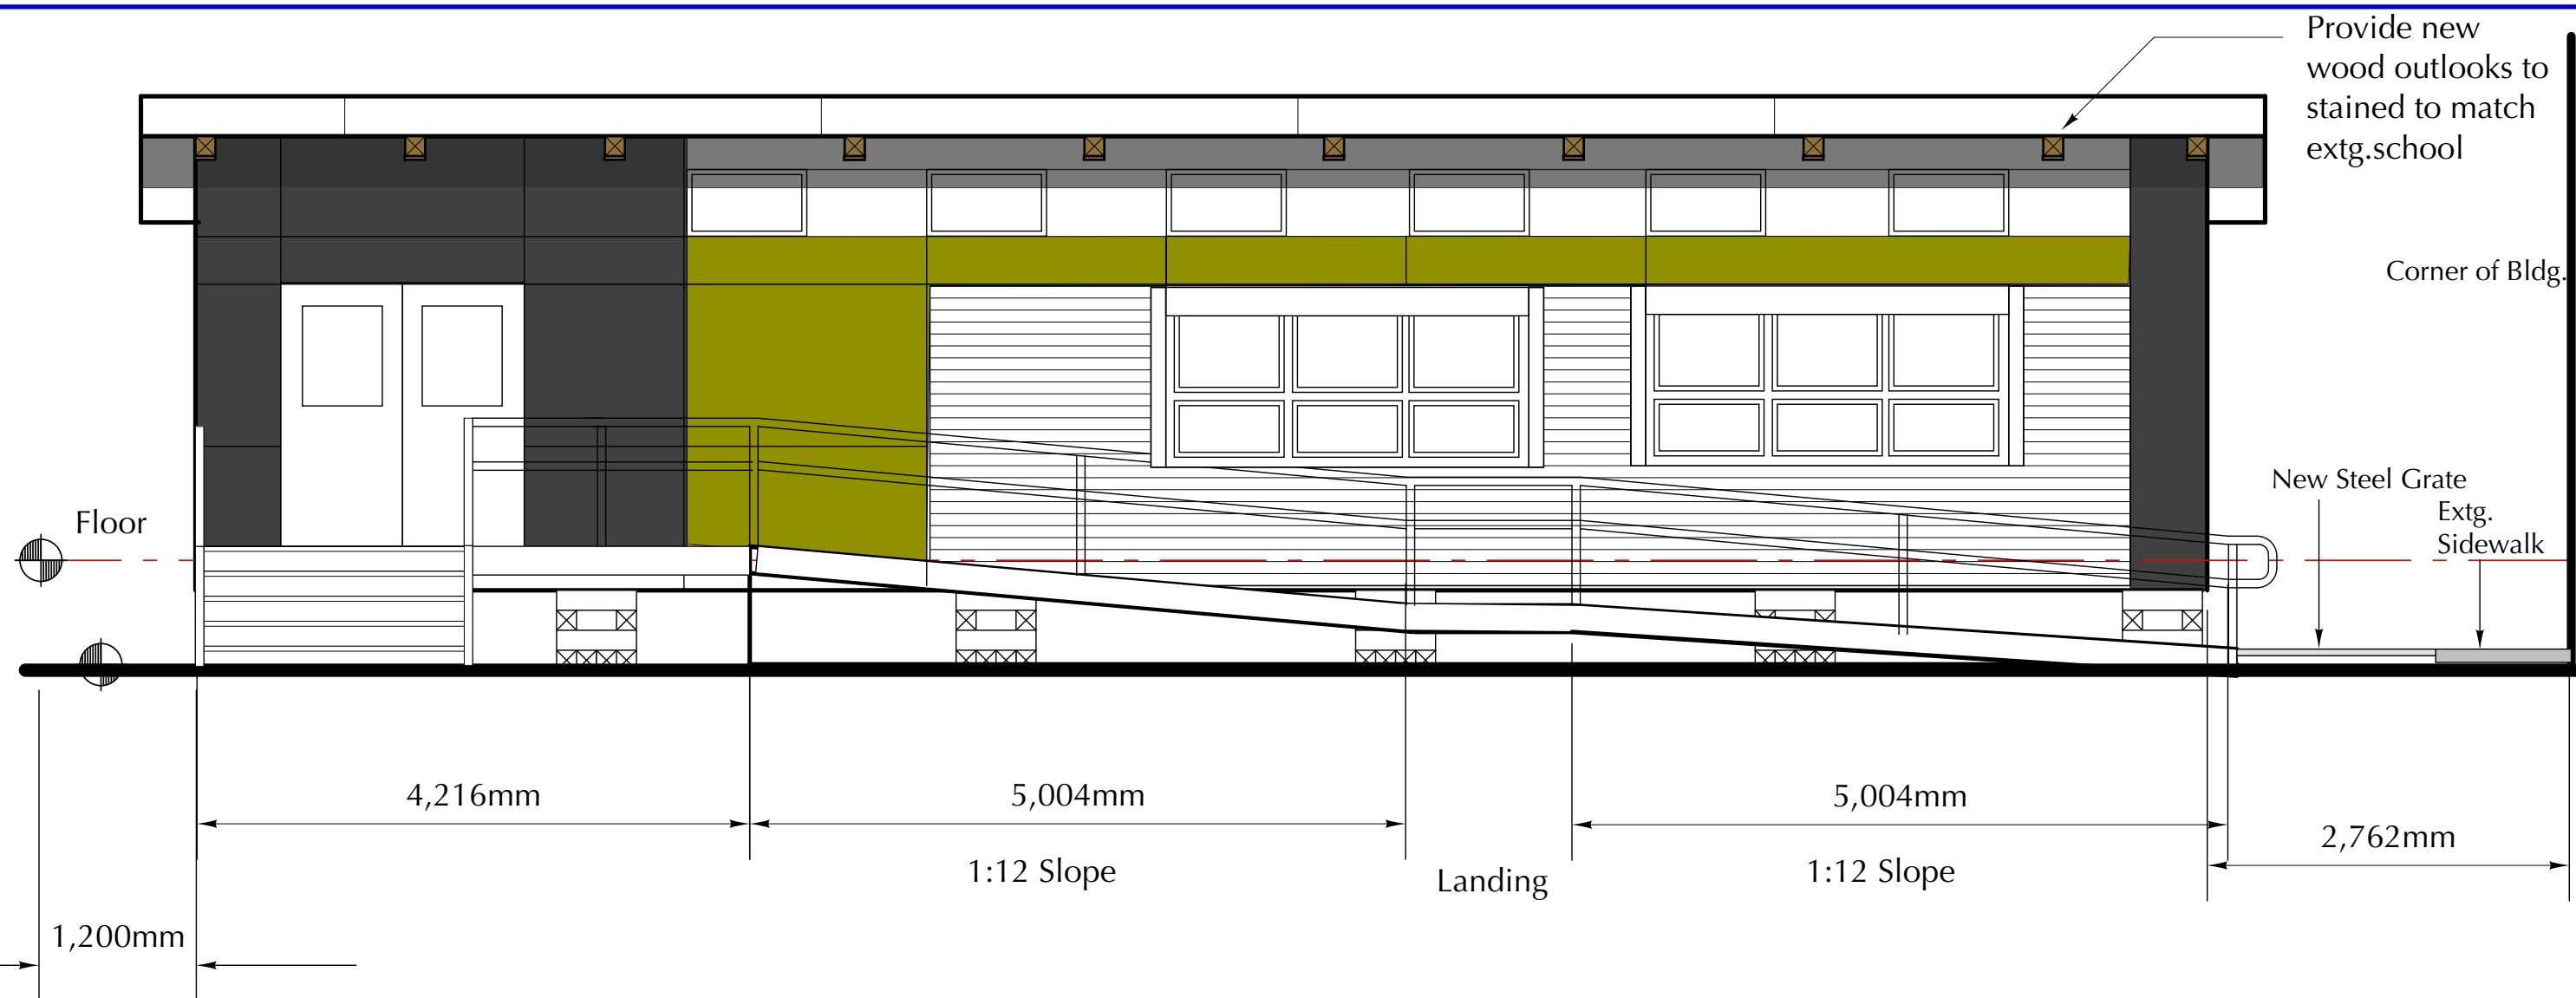 Provide new
wood outlooks to
stained to match
extg.school
Corner of Bldg.
New Steel Grate
Extg.
Sidewalk
Floor
4,216mm
5,004mm
5,004mm
2,762mm
1:12 Slope
Landing
1:12 Slope
1,200mm